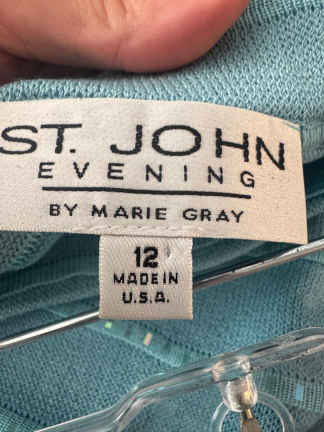 ST. JOHN
EVENING
BY MARIE GRAY
12
MADE IN
U.S.A.